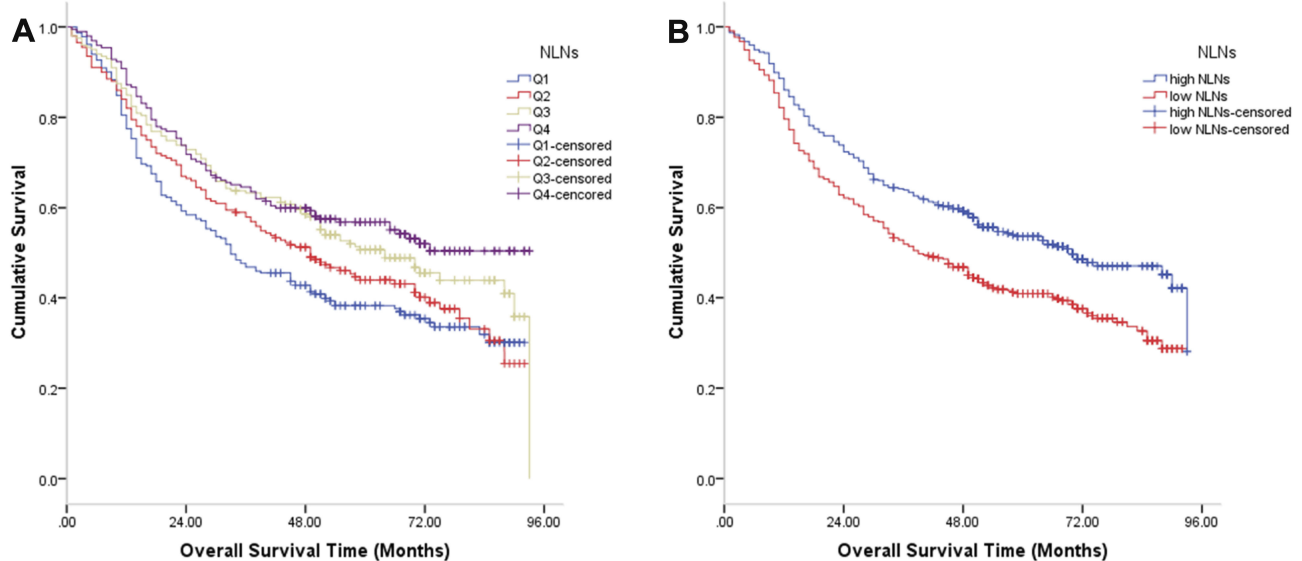 A
NLNs
Q1
Q2
Q3
Q4
Q1-censored
Q2-censored
Q3-censored
Q4-cencored
1.0
0.8
0.6
0.4
0.2
0.0
Cumulative Survival
.00 24.00 48.00 72.00 96.00
Overall Survival Time (Months)
B
NLNs
high NLNs
low NLNs
high NLNs-censored
low NLNs-censored
1.0
0.8
0.6
0.4
0.2
0.0
Cumulative Survival
.00 24.00 48.00 72.00 96.00
Overall Survival Time (Months)